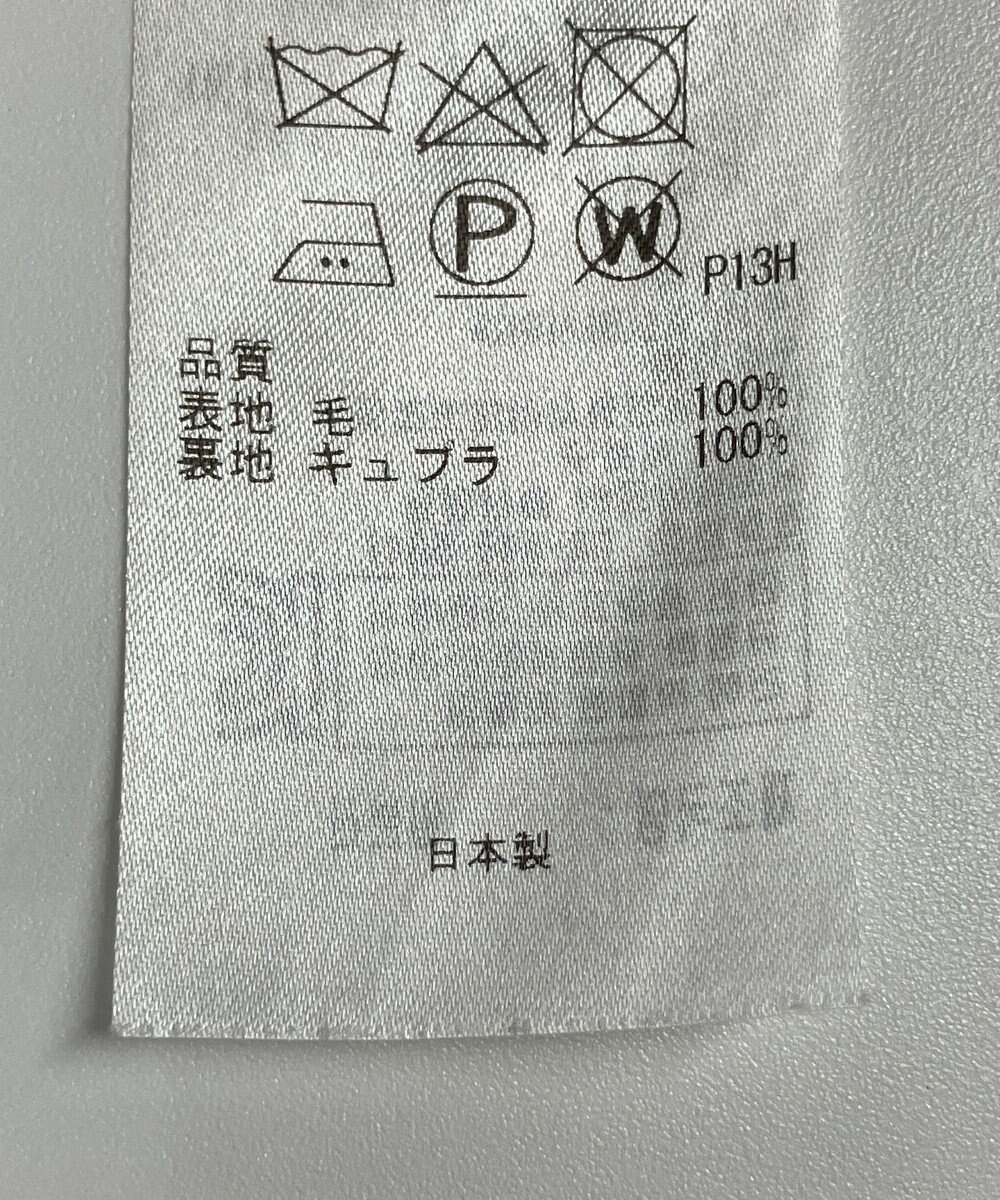 P W P13H
品質
表地 毛 100%
裏地 キュプラ 100%
日本製